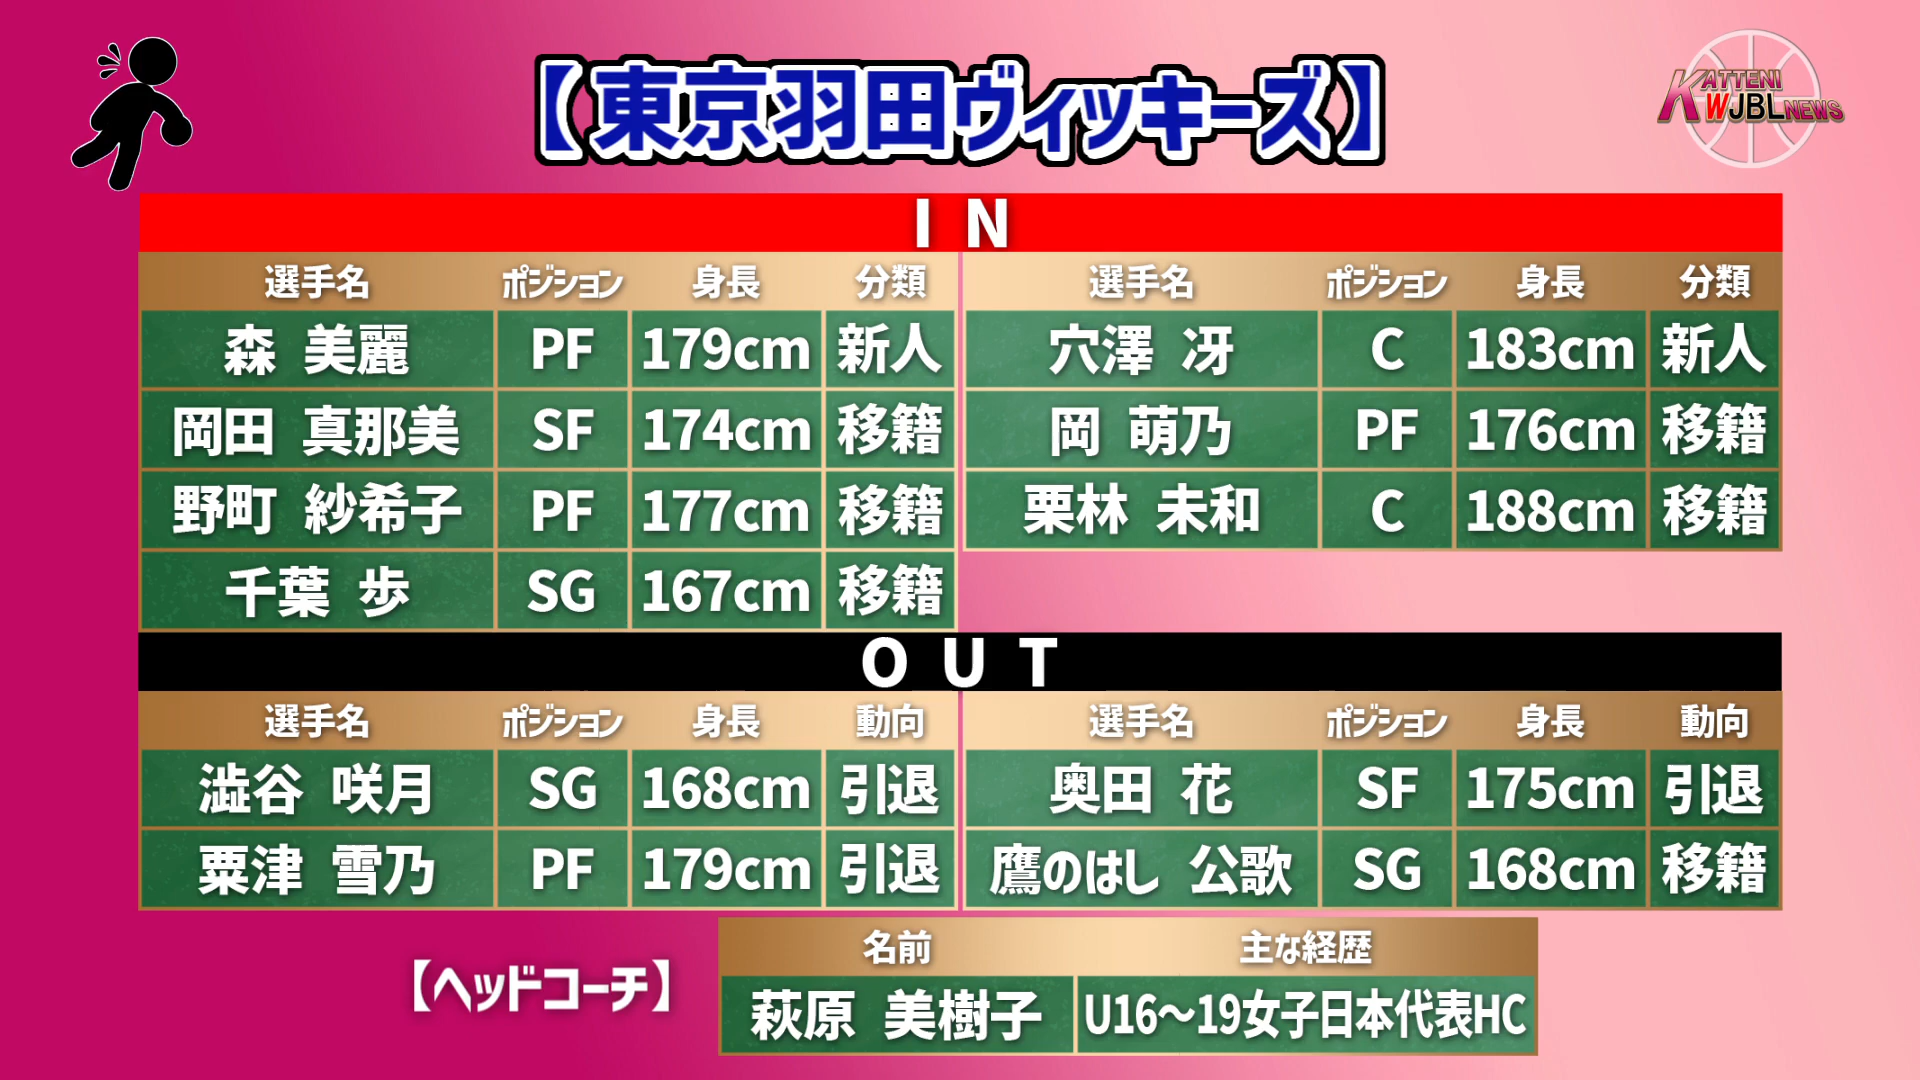 【東京羽田ヴィッキーズ】
KATTENI
WJBL NEWS
IN
選手名 ポジション 身長 分類 選手名 ポジション 身長 分類
森 美麗 PF 179cm 新人 穴澤 冴 C 183cm 新人
岡田 真那美 SF 174cm 移籍 岡 萌乃 PF 176cm 移籍
野町 紗希子 PF 177cm 移籍 栗林 未和 C 188cm 移籍
千葉 歩 SG 167cm 移籍
OUT
選手名 ポジション 身長 動向 選手名 ポジション 身長 動向
澁谷 咲月 SG 168cm 引退 奥田 花 SF 175cm 引退
粟津 雪乃 PF 179cm 引退 鷹のはし 公歌 SG 168cm 移籍
【ヘッドコーチ】
名前 主な経歴
萩原 美樹子 U16～19女子日本代表HC